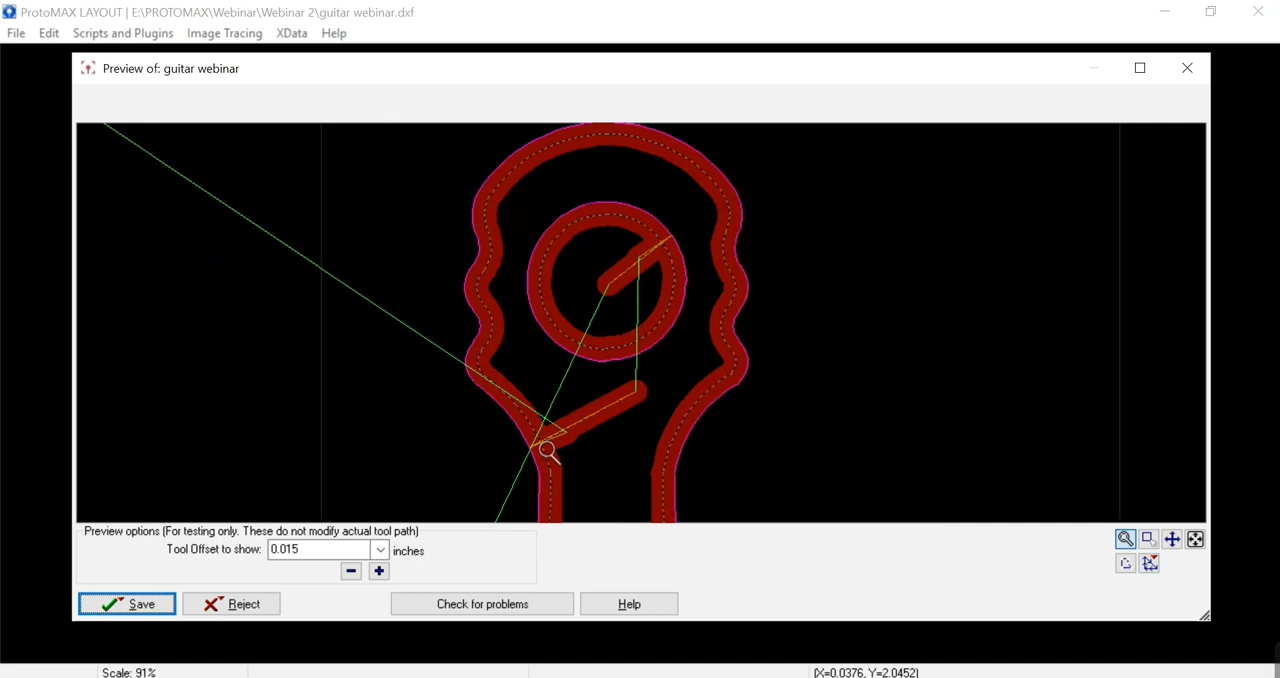 ProtoMAX LAYOUT | E:\PROTOMAX\Webinar\Webinar 2\guitar webinar.dxf
File Edit Scripts and Plugins Image Tracing XData Help
Preview of: guitar webinar
Preview options (For testing only. These do not modify actual tool path)
Tool Offset to show: 0.015 inches
Save Reject Check for problems Help
Scale: 91% (X=0.0376, Y=2.0452)